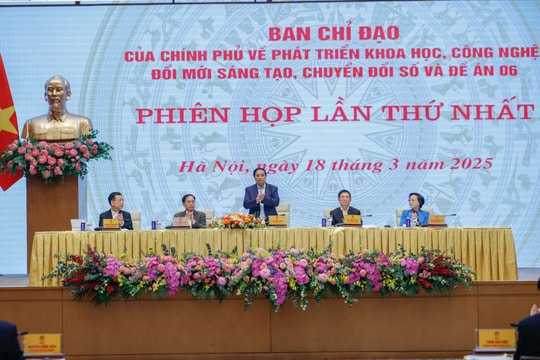 BAN CHỈ ĐẠO
CỦA CHÍNH PHỦ VỀ PHÁT TRIỂN KHOA HỌC, CÔNG NGHỆ
ĐỔI MỚI SÁNG TẠO, CHUYỂN ĐỔI SỐ VÀ ĐỀ ÁN 06
PHIÊN HỌP LẦN THỨ NHẤT
Hà Nội, ngày 18 tháng 3 năm 2025